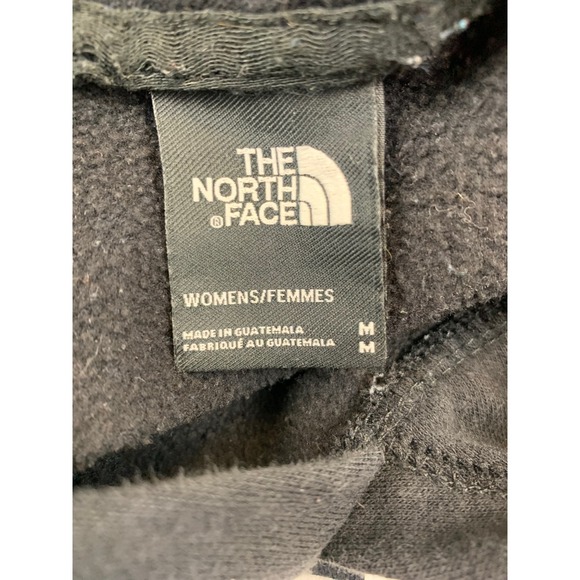 THE
NORTH
® FACE
WOMENS/FEMMES
MADE IN GUATEMALA M
FABRIQUÉ AU GUATEMALA M